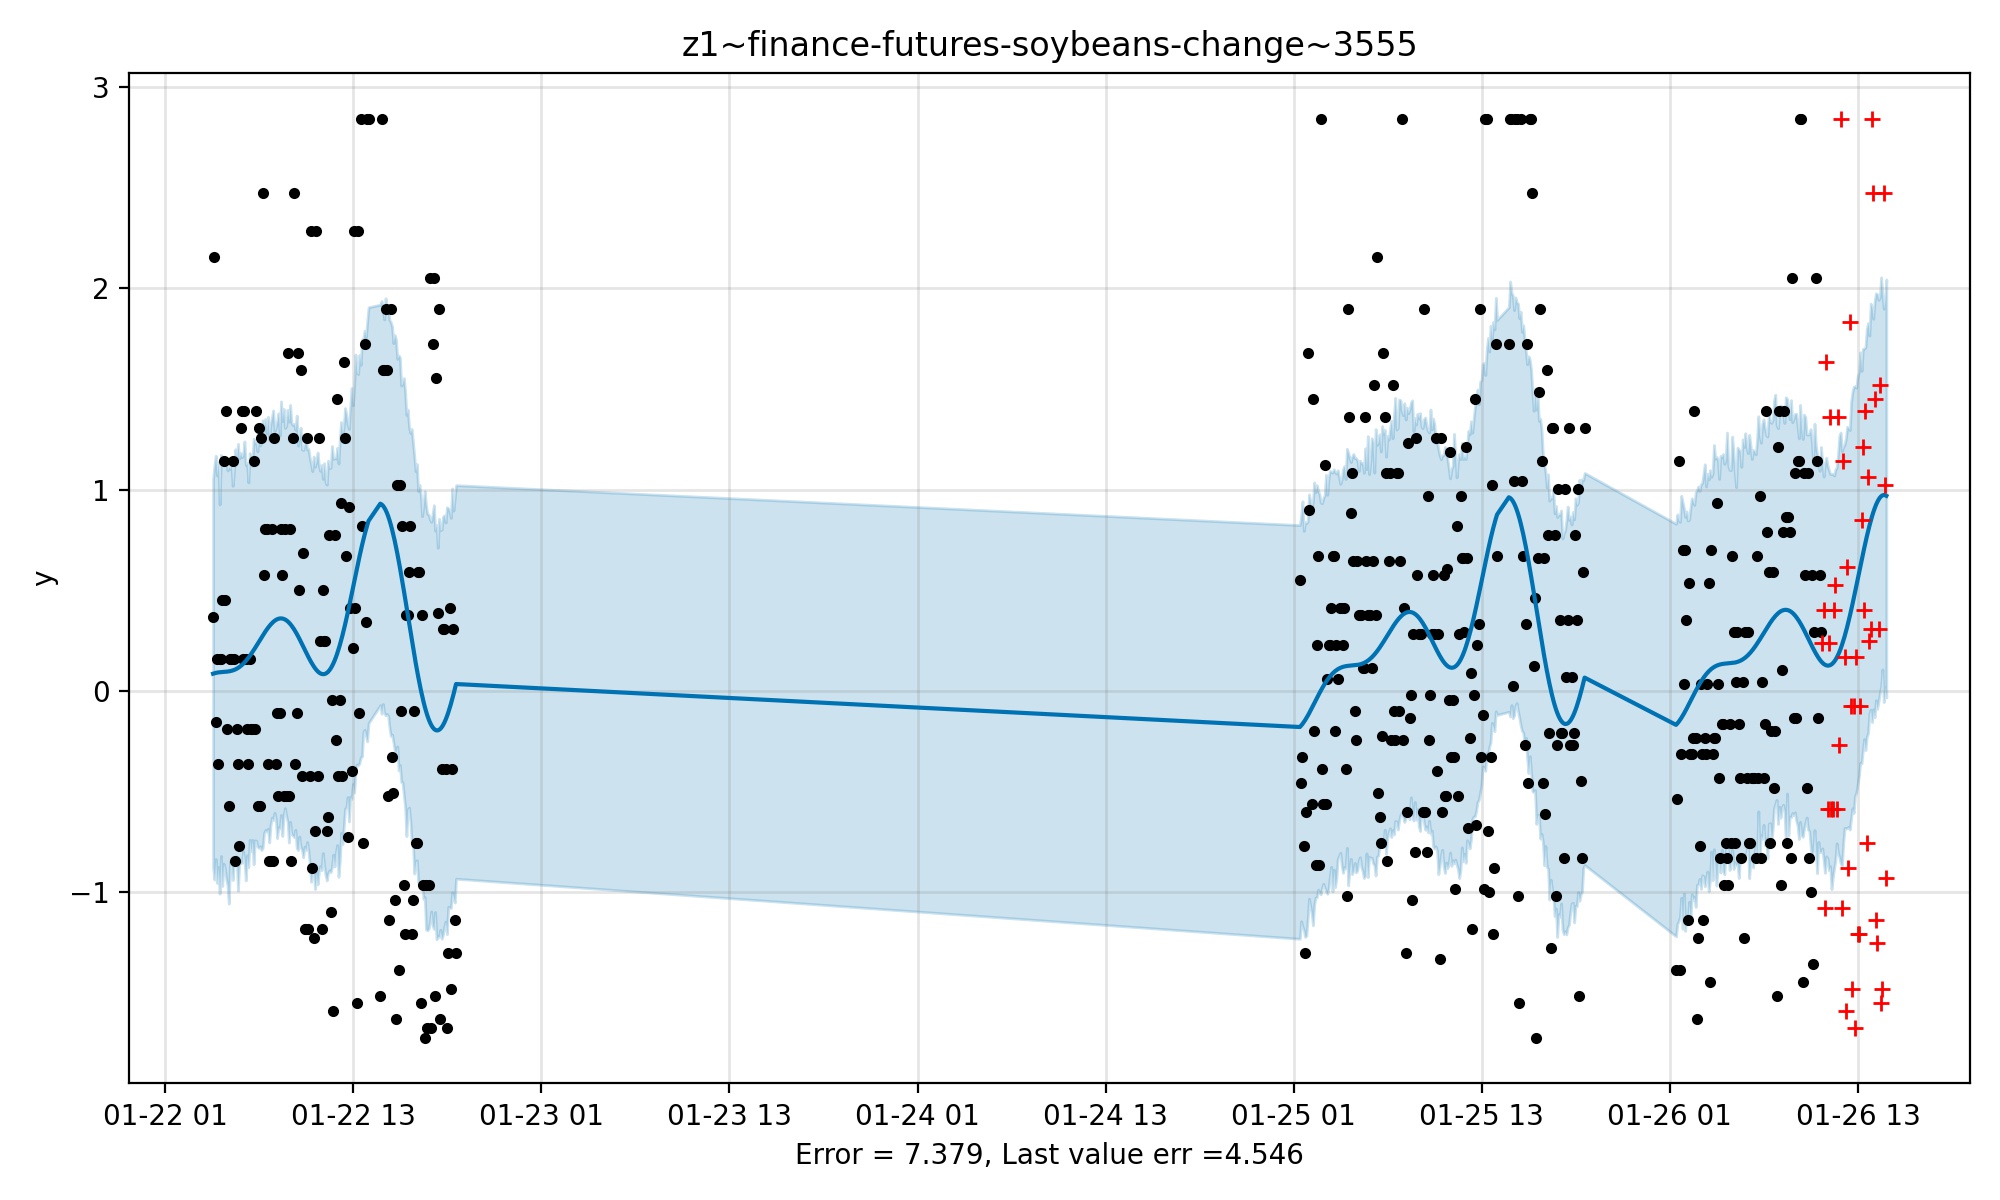 z1~finance-futures-soybeans-change~3555
3
2
1
0
−1
y
01-22 01 01-22 13 01-23 01 01-23 13 01-24 01 01-24 13 01-25 01 01-25 13 01-26 01 01-26 13
Error = 7.379, Last value err =4.546